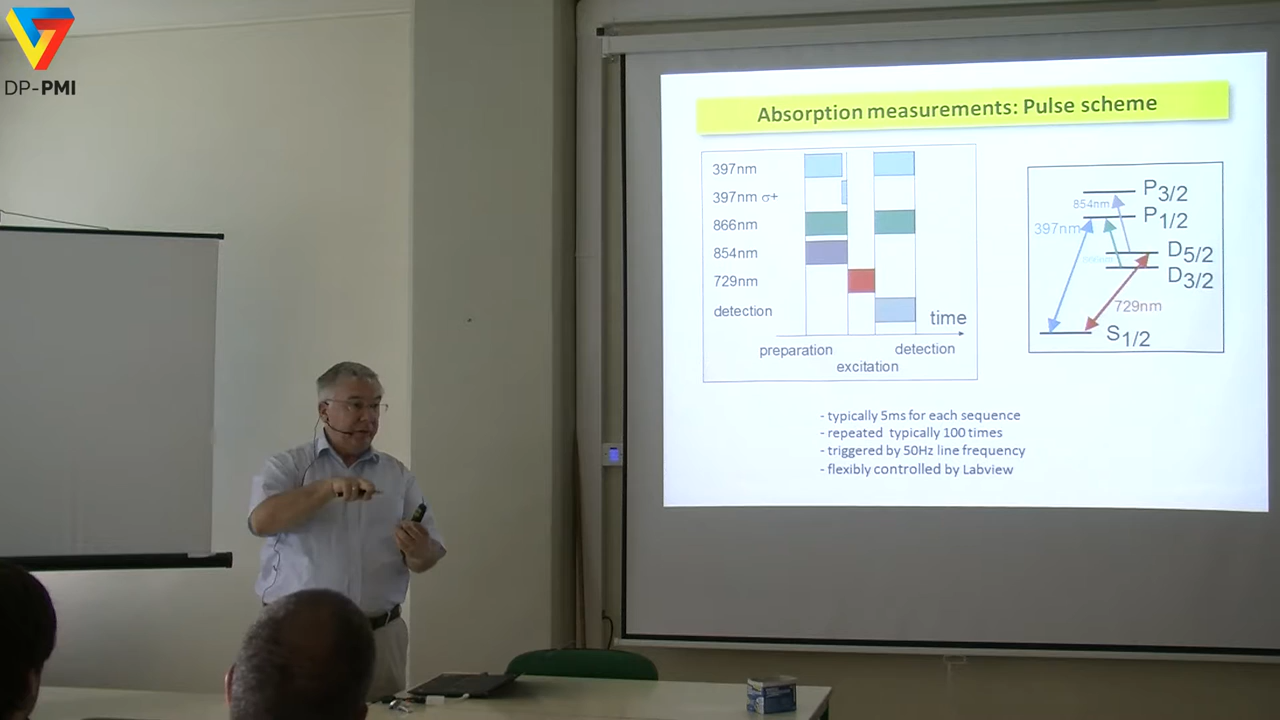 DP-PMI
Absorption measurements: Pulse scheme
397nm
397nm σ+
866nm
854nm
729nm
detection
time
preparation
detection
excitation
P3/2
854nm
P1/2
397nm
D5/2
D3/2
729nm
S1/2
- typically 5ms for each sequence
- repeated typically 100 times
- triggered by 50Hz line frequency
- flexibly controlled by Labview